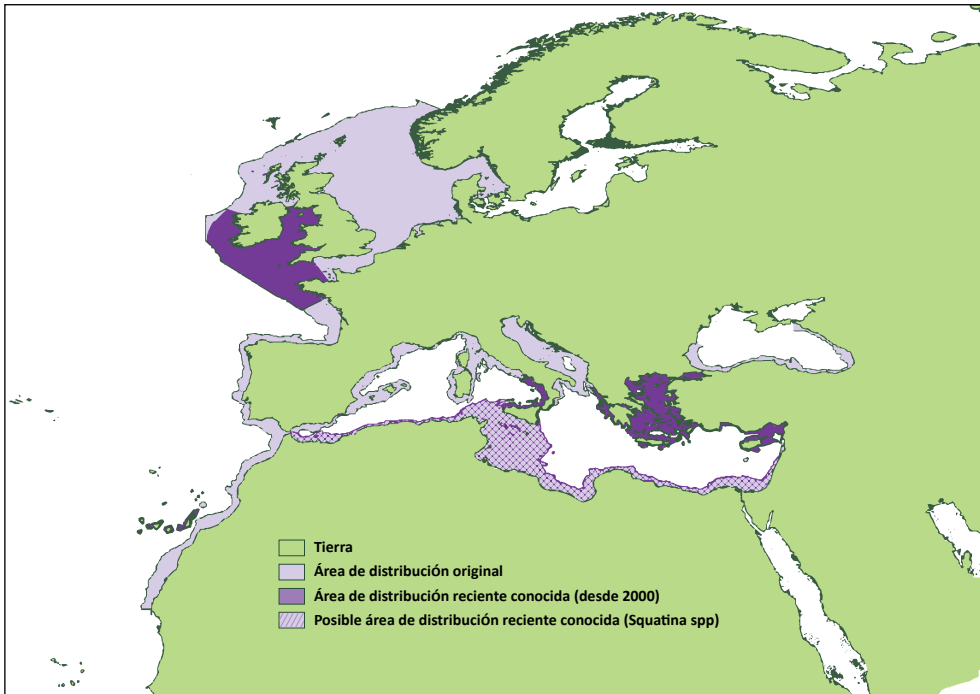 Tierra
Área de distribución original
Área de distribución reciente conocida (desde 2000)
Posible área de distribución reciente conocida (Squatina spp)